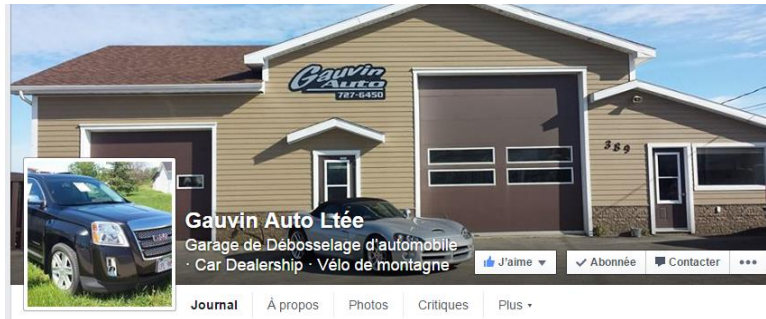 Gauvin
Auto
727-6450
389
GMC
Gauvin Auto Ltée
Garage de Débosselage d'automobile
· Car Dealership · Vélo de montagne
J'aime
Abonnée
Contacter
Journal
À propos
Photos
Critiques
Plus